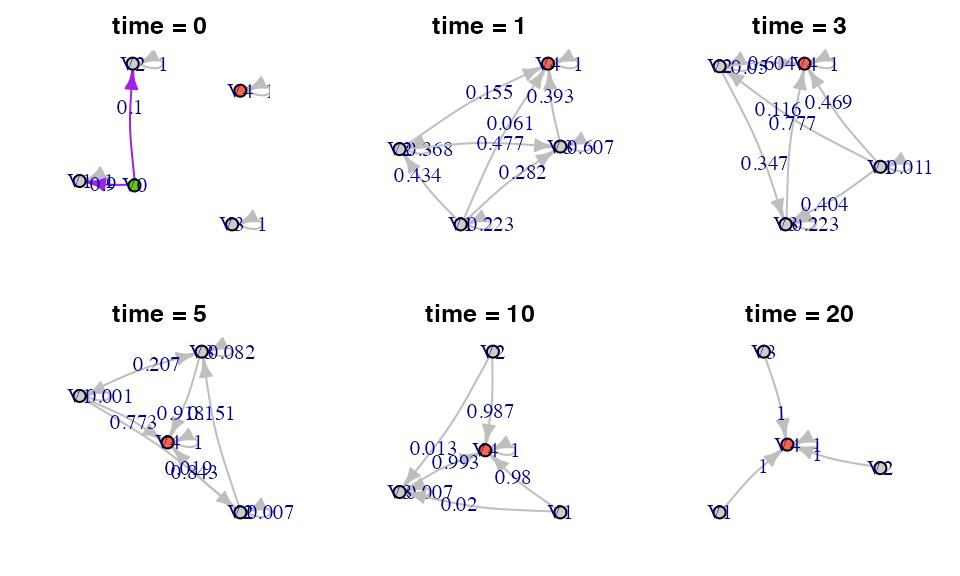 time = 0
time = 1
time = 3
V2 1
V4 1
0.1
V1 1
0.9
V0
V3 1
V4 1
0.155
0.393
0.061
V2 0.368
0.477
V3 0.607
0.434
0.282
V1 0.223
V2 0.05
0.604
V4 1
0.116
0.469
0.777
0.347
V1 0.011
0.404
V3 0.223
time = 5
time = 10
time = 20
V3 0.082
0.207
V1 0.001
0.918
0.151
0.773
V4 1
0.019
0.843
V2 0.007
V2
0.987
0.013
V4 1
0.993
0.98
V3 0.007
0.02
V1
V3
1
V4 1
1
1
V2
V1